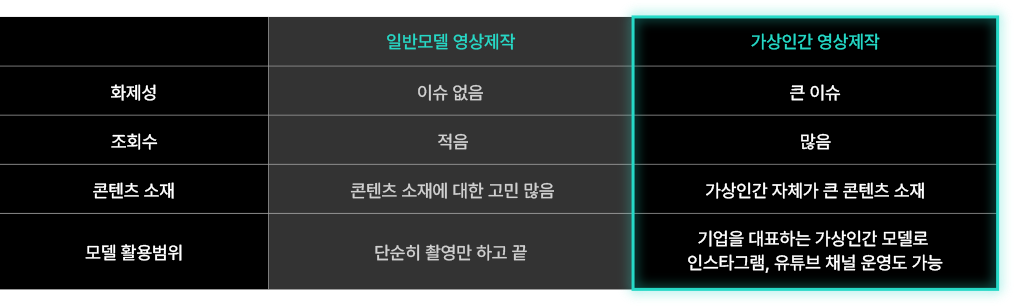 일반모델 영상제작 가상인간 영상제작
화제성 이슈 없음 큰 이슈
조회수 적음 많음
콘텐츠 소재 콘텐츠 소재에 대한 고민 많음 가상인간 자체가 큰 콘텐츠 소재
모델 활용범위 단순히 촬영만 하고 끝 기업을 대표하는 가상인간 모델로
인스타그램, 유튜브 채널 운영도 가능